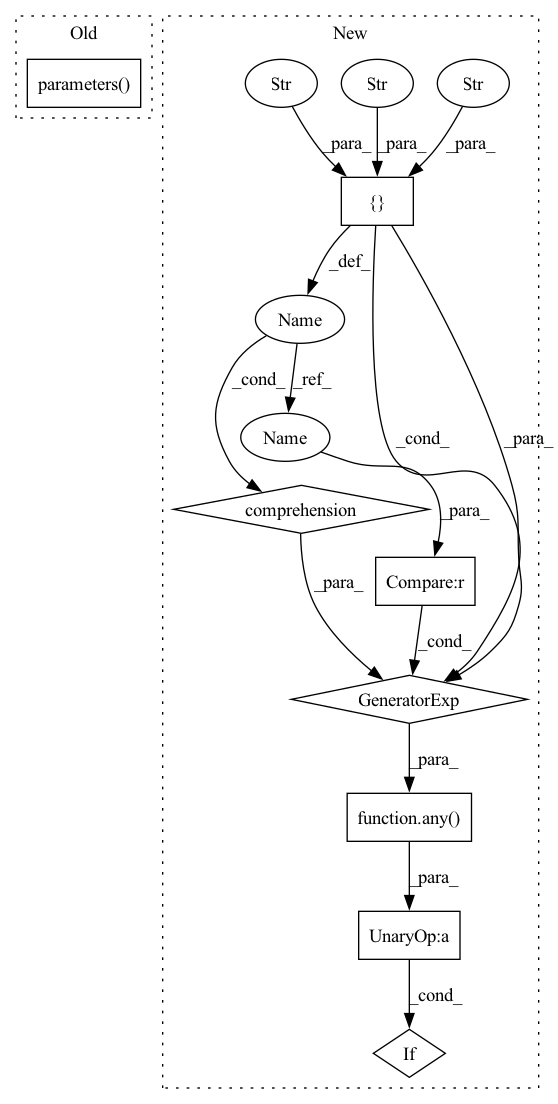 Old
New
parameters()
Str
Str
Str
_para_
_para_
_para_
{}
_def_
Name
_cond_
_ref_
Name
_cond_
_para_
comprehension
_para_
Compare:r
_para_
_cond_
GeneratorExp
_para_
function.any()
_para_
UnaryOp:a
_cond_
If